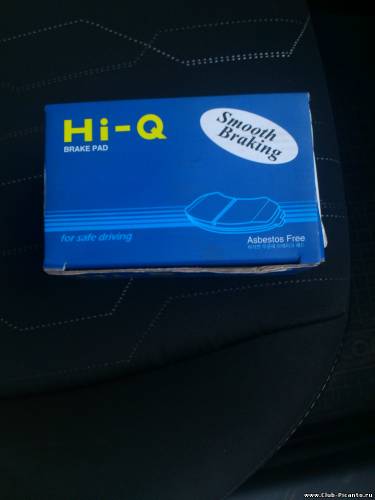 Hi-Q
BRAKE PAD
Smooth
Braking
for safe driving
Asbestos Free
www.Club-Picanto.ru